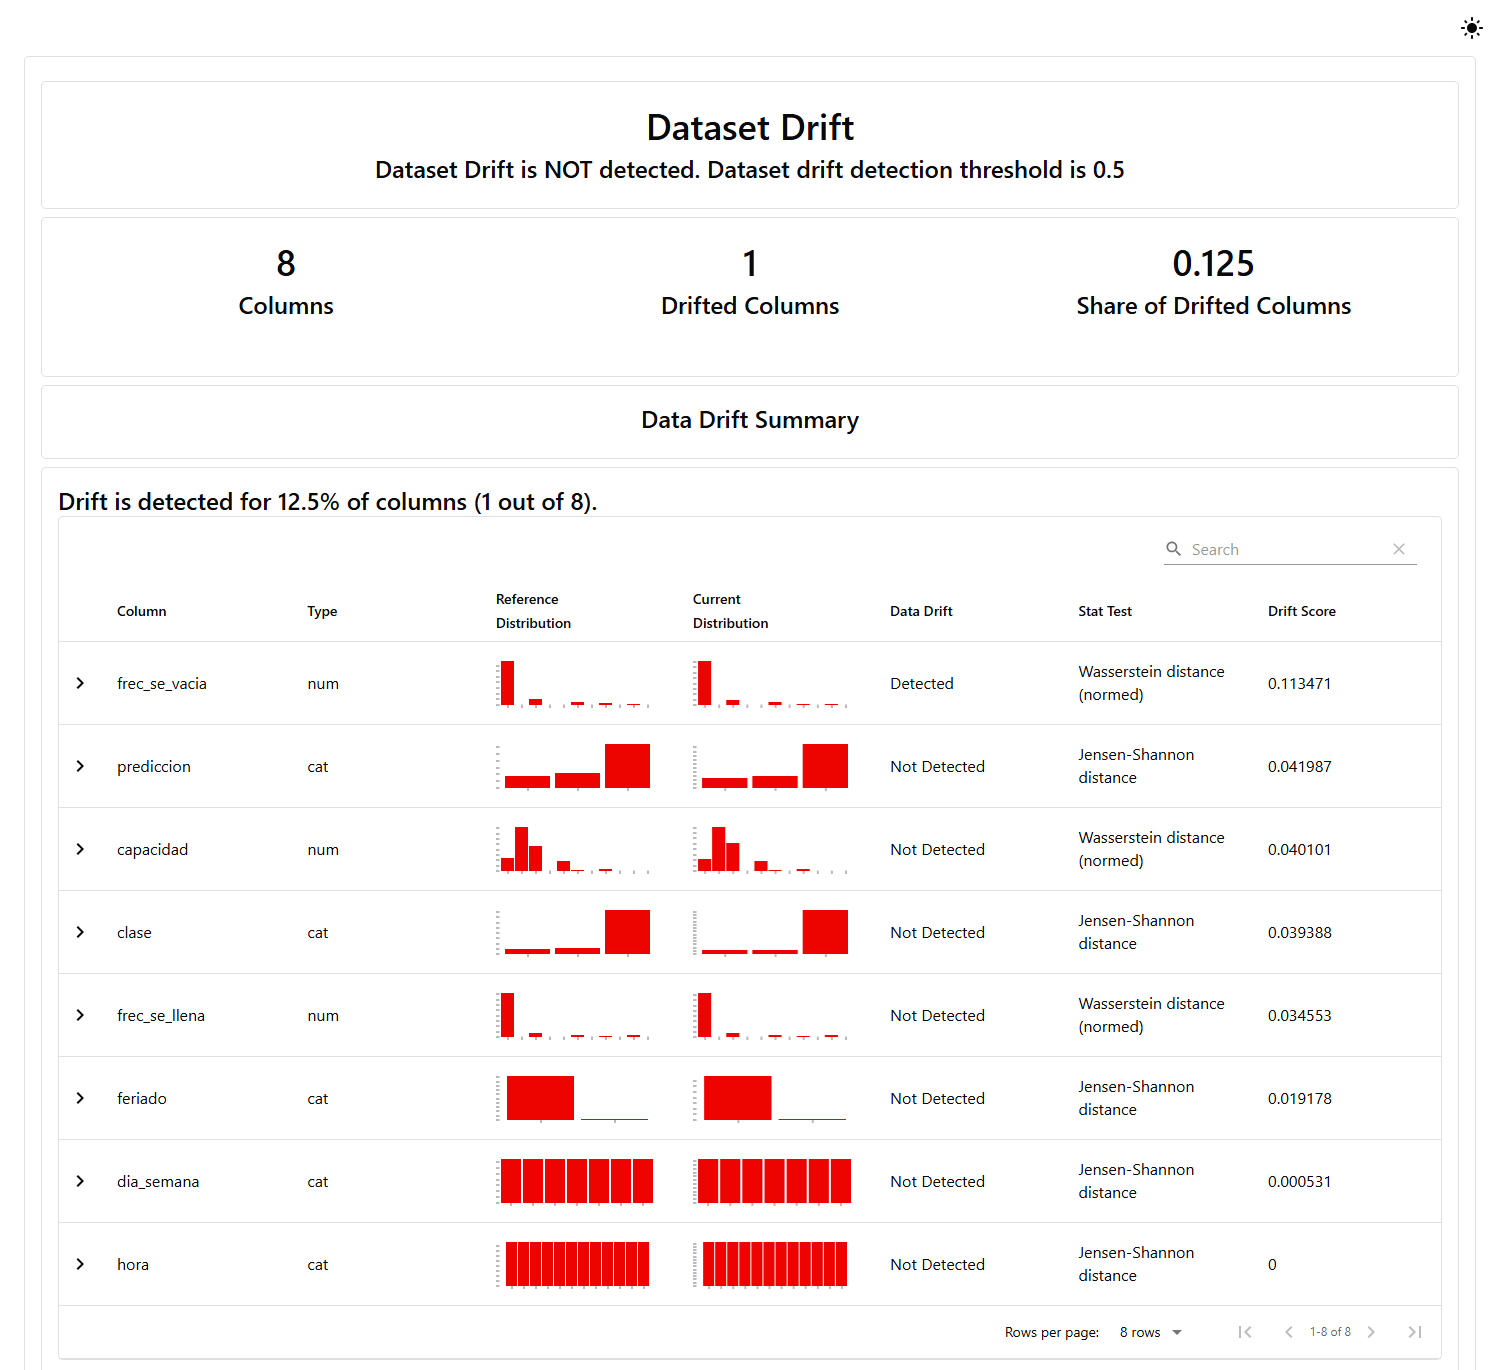 Dataset Drift
Dataset Drift is NOT detected. Dataset drift detection threshold is 0.5
8
Columns
1
Drifted Columns
0.125
Share of Drifted Columns
Data Drift Summary
Drift is detected for 12.5% of columns (1 out of 8).
Search
Column Type Reference Distribution Current Distribution Data Drift Stat Test Drift Score
frec_se_vacia num Detected Wasserstein distance (normed) 0.113471
prediccion cat Not Detected Jensen-Shannon distance 0.041987
capacidad num Not Detected Wasserstein distance (normed) 0.040101
clase cat Not Detected Jensen-Shannon distance 0.039388
frec_se_llena num Not Detected Wasserstein distance (normed) 0.034553
feriado cat Not Detected Jensen-Shannon distance 0.019178
dia_semana cat Not Detected Jensen-Shannon distance 0.000531
hora cat Not Detected Jensen-Shannon distance 0
Rows per page: 8 rows 1-8 of 8